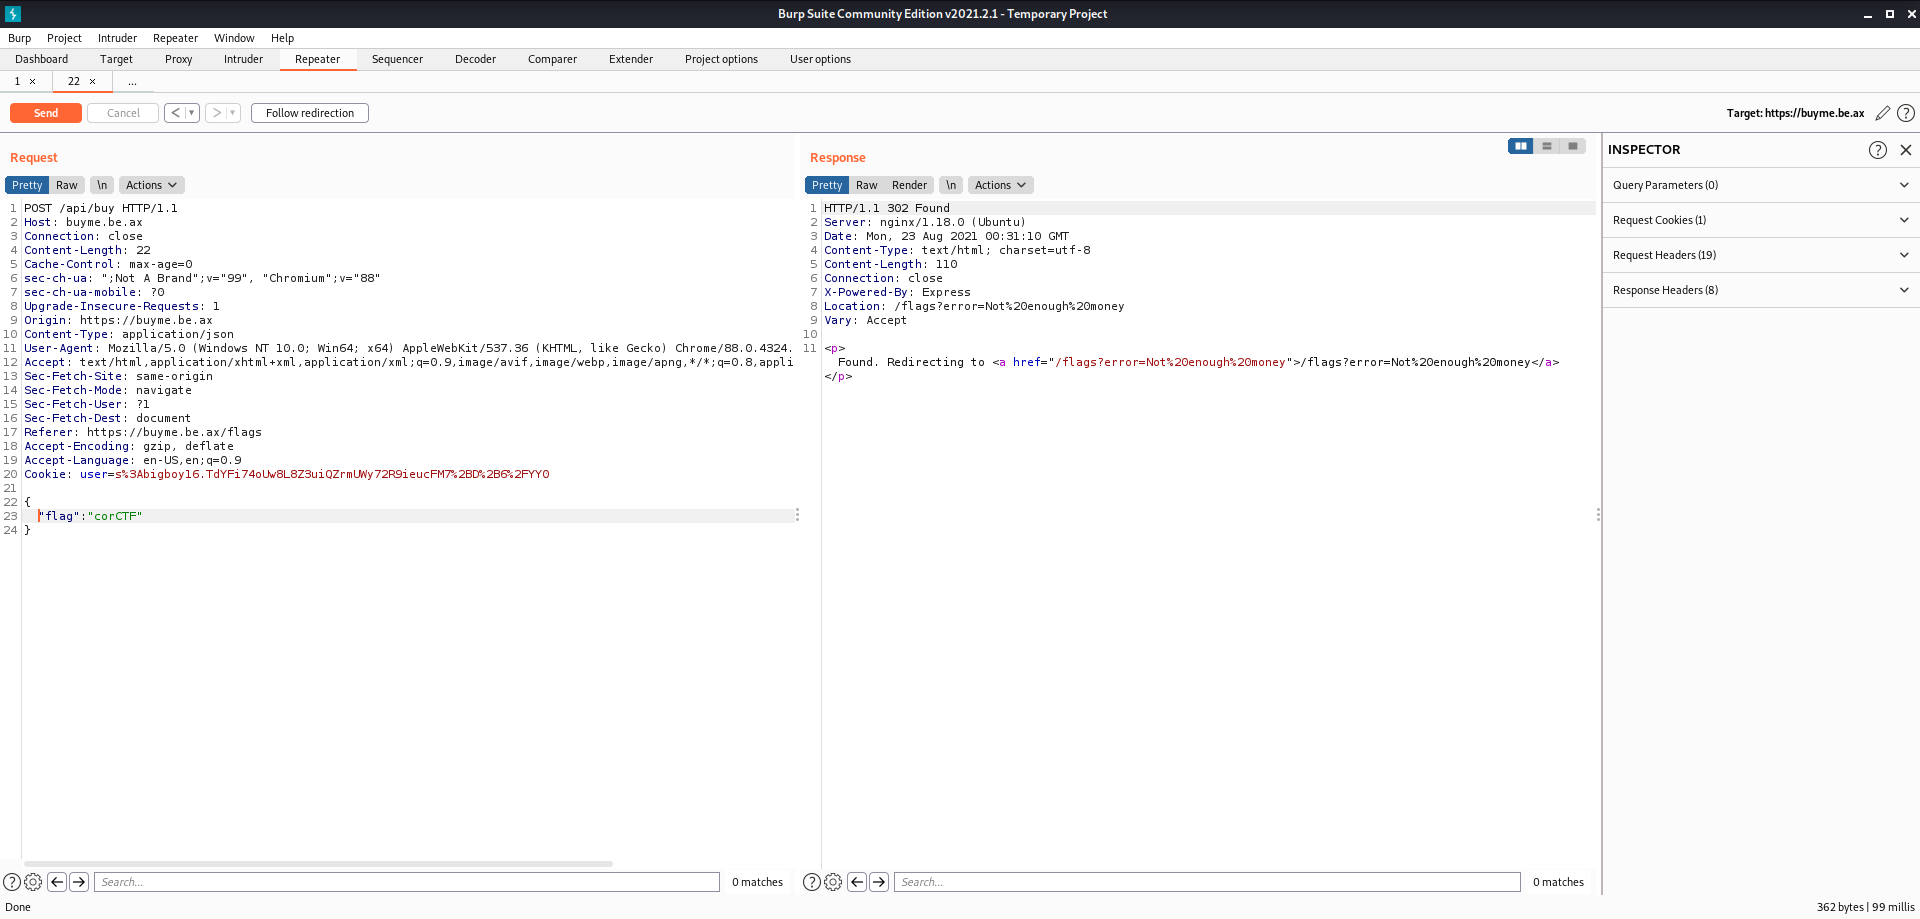 Burp Suite Community Edition v2021.2.1 - Temporary Project
Burp Project Intruder Repeater Window Help
Dashboard Target Proxy Intruder Repeater Sequencer Decoder Comparer Extender Project options User options
1 × 22 × ...
Send Cancel < > Follow redirection Target: https://buyme.be.ax
Request
Pretty Raw \n Actions
1 POST /api/buy HTTP/1.1
2 Host: buyme.be.ax
3 Connection: close
4 Content-Length: 22
5 Cache-Control: max-age=0
6 sec-ch-ua: ";Not A Brand";v="99", "Chromium";v="88"
7 sec-ch-ua-mobile: ?0
8 Upgrade-Insecure-Requests: 1
9 Origin: https://buyme.be.ax
10 Content-Type: application/json
11 User-Agent: Mozilla/5.0 (Windows NT 10.0; Win64; x64) AppleWebKit/537.36 (KHTML, like Gecko) Chrome/88.0.4324.
12 Accept: text/html,application/xhtml+xml,application/xml;q=0.9,image/avif,image/webp,image/apng,*/*;q=0.8,appli
13 Sec-Fetch-Site: same-origin
14 Sec-Fetch-Mode: navigate
15 Sec-Fetch-User: ?1
16 Sec-Fetch-Dest: document
17 Referer: https://buyme.be.ax/flags
18 Accept-Encoding: gzip, deflate
19 Accept-Language: en-US,en;q=0.9
20 Cookie: user=s%3Abigboy16.TdYFi74oUw8L8Z3uiQZrmUWy72R9ieucFM7%2BD%2B6%2FYY0
21
22 {
23 "flag":"corCTF"
24 }
Search... 0 matches
Response
Pretty Raw Render \n Actions
1 HTTP/1.1 302 Found
2 Server: nginx/1.18.0 (Ubuntu)
3 Date: Mon, 23 Aug 2021 00:31:10 GMT
4 Content-Type: text/html; charset=utf-8
5 Content-Length: 110
6 Connection: close
7 X-Powered-By: Express
8 Location: /flags?error=Not%20enough%20money
9 Vary: Accept
10
11 <p>
Found. Redirecting to <a href="/flags?error=Not%20enough%20money">/flags?error=Not%20enough%20money</a>
</p>
Search... 0 matches
INSPECTOR
Query Parameters (0)
Request Cookies (1)
Request Headers (19)
Response Headers (8)
Done 362 bytes | 99 millis